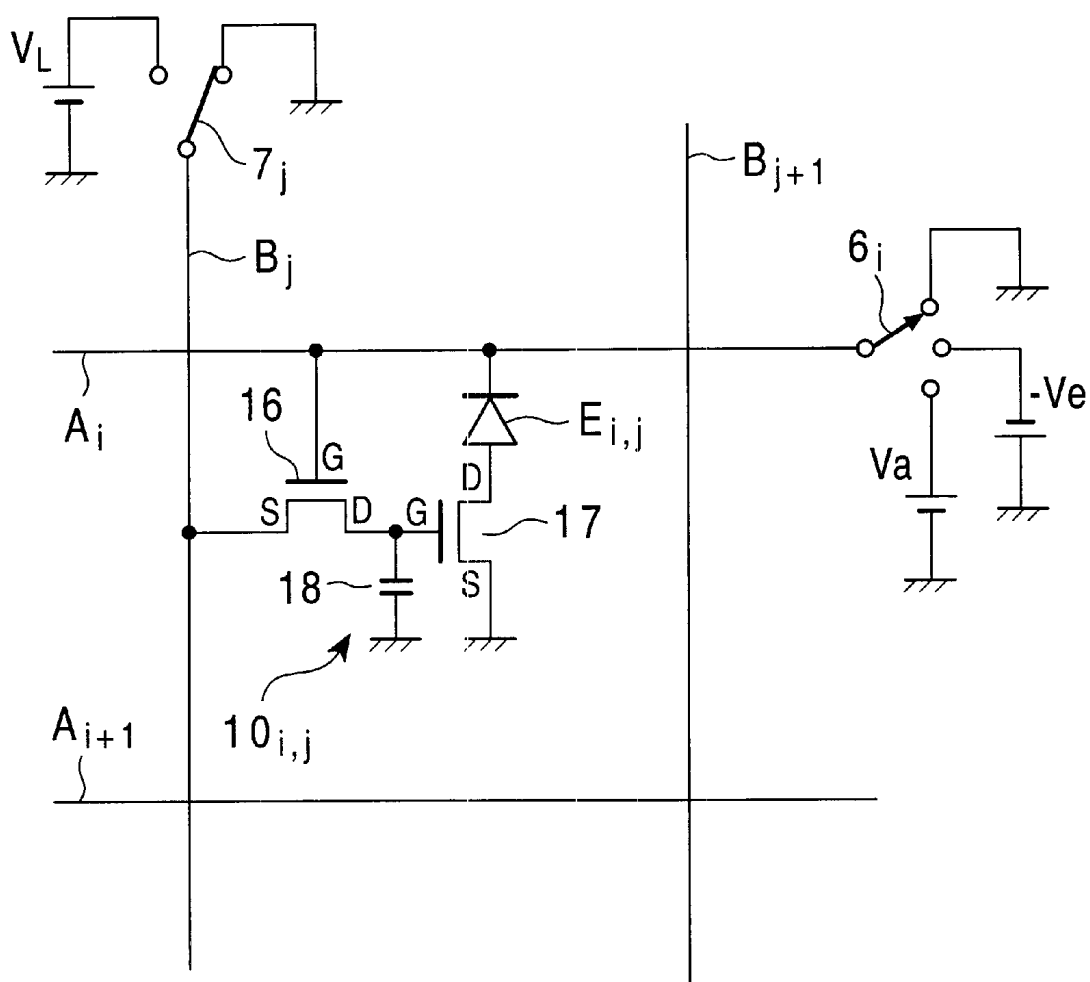 V_L
7_j
B_{j+1}
B_j
6_i
-Ve
A_i
16
G
E_{i,j}
Va
D
S
D
G
17
18
S
10_{i,j}
A_{i+1}